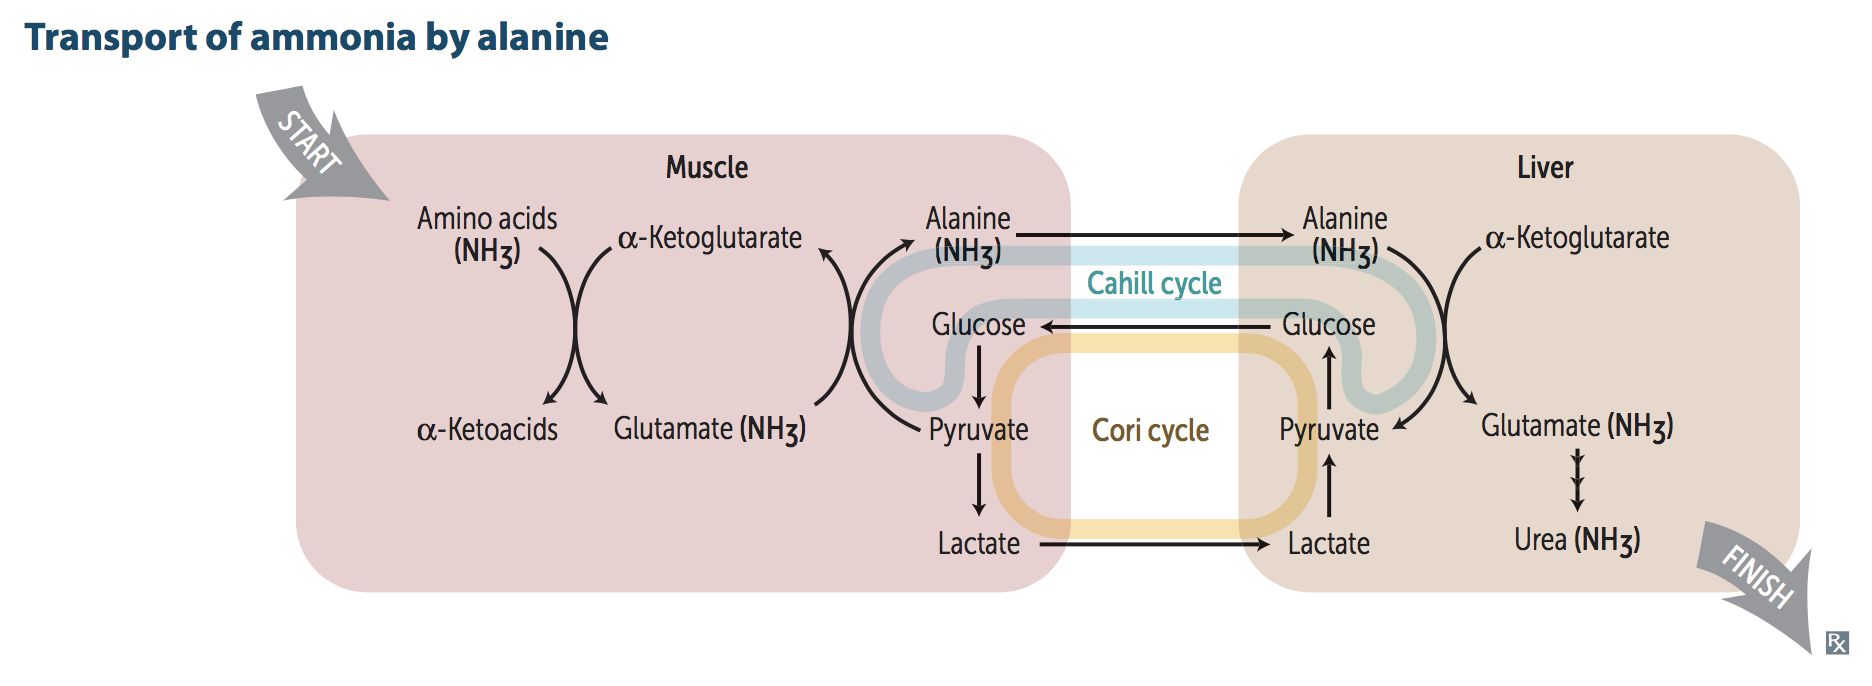 Transport of ammonia by alanine
START
Muscle
Liver
Amino acids
(NH3)
α-Ketoglutarate
Alanine
(NH3)
Alanine
(NH3)
α-Ketoglutarate
Cahill cycle
Glucose
Glucose
α-Ketoacids
Glutamate (NH3)
Pyruvate
Cori cycle
Pyruvate
Glutamate (NH3)
Lactate
Lactate
Urea (NH3)
FINISH
Rx